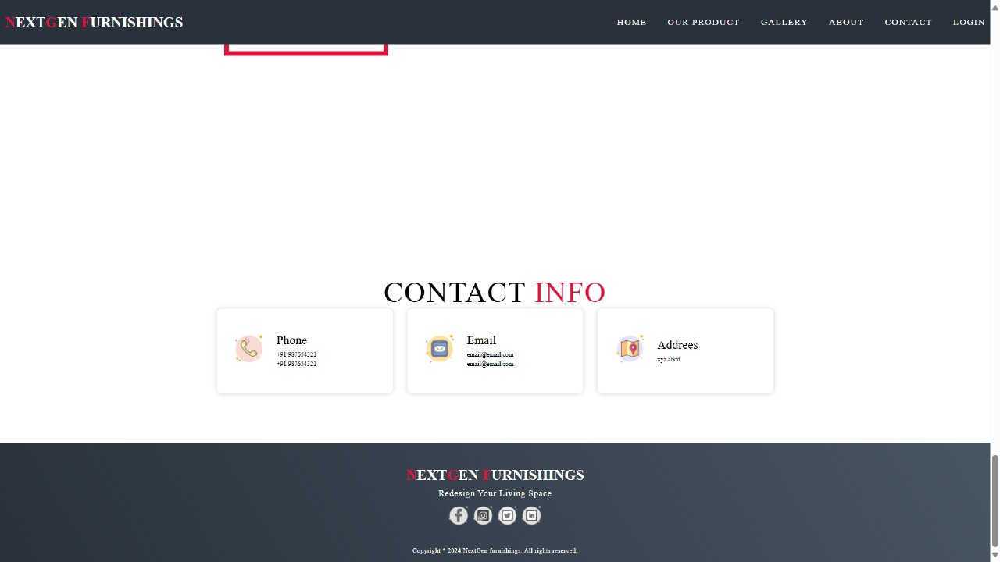 NEXTGEN FURNISHINGS
HOME OUR PRODUCT GALLERY ABOUT CONTACT LOGIN
CONTACT INFO
Phone
+91 987654321
+91 987654321
Email
email@email.com
email@email.com
Addrees
xyz abcd
NEXTGEN FURNISHINGS
Redesign Your Living Space
Copyright * 2024 NextGen furnishings. All rights reserved.